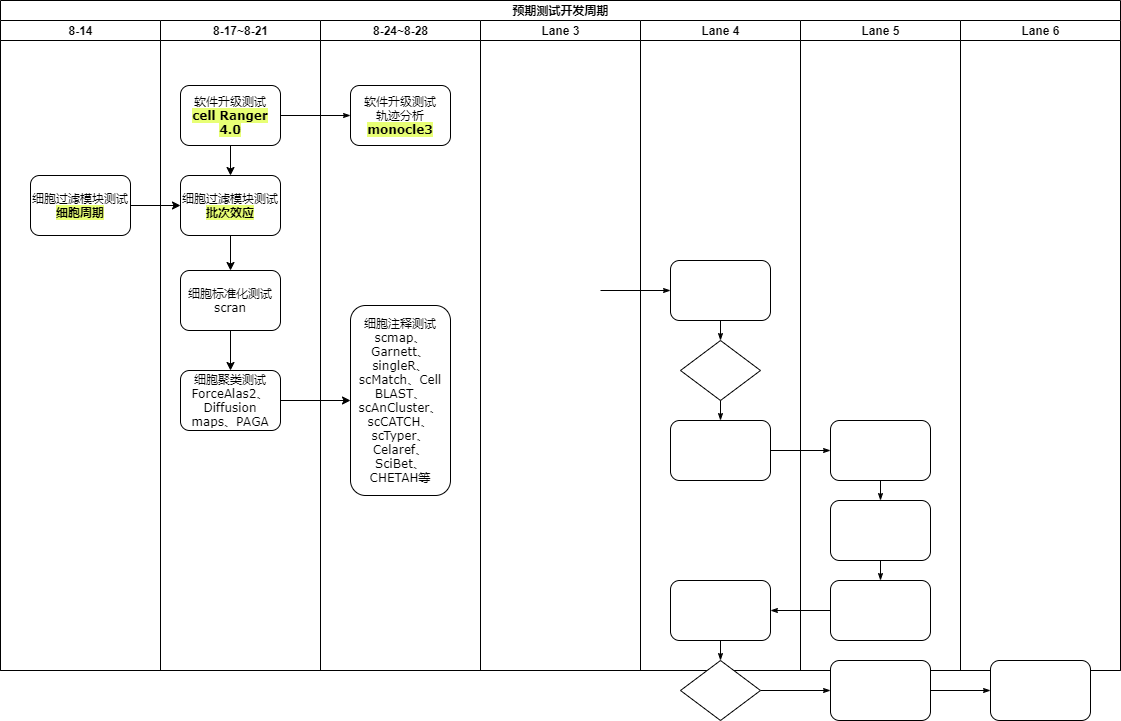 预期测试开发周期
8-14
8-17~8-21
8-24~8-28
Lane 3
Lane 4
Lane 5
Lane 6
软件升级测试
cell Ranger
4.0
软件升级测试
轨迹分析
monocle3
细胞过滤模块测试
细胞周期
细胞过滤模块测试
批次效应
细胞标准化测试
scran
细胞聚类测试
ForceAlas2、
Diffusion
maps、PAGA
细胞注释测试
scmap、
Garnett、
singleR、
scMatch、Cell
BLAST、
scAnCluster、
scCATCH、
scTyper、
Celaref、
SciBet、
CHETAH等